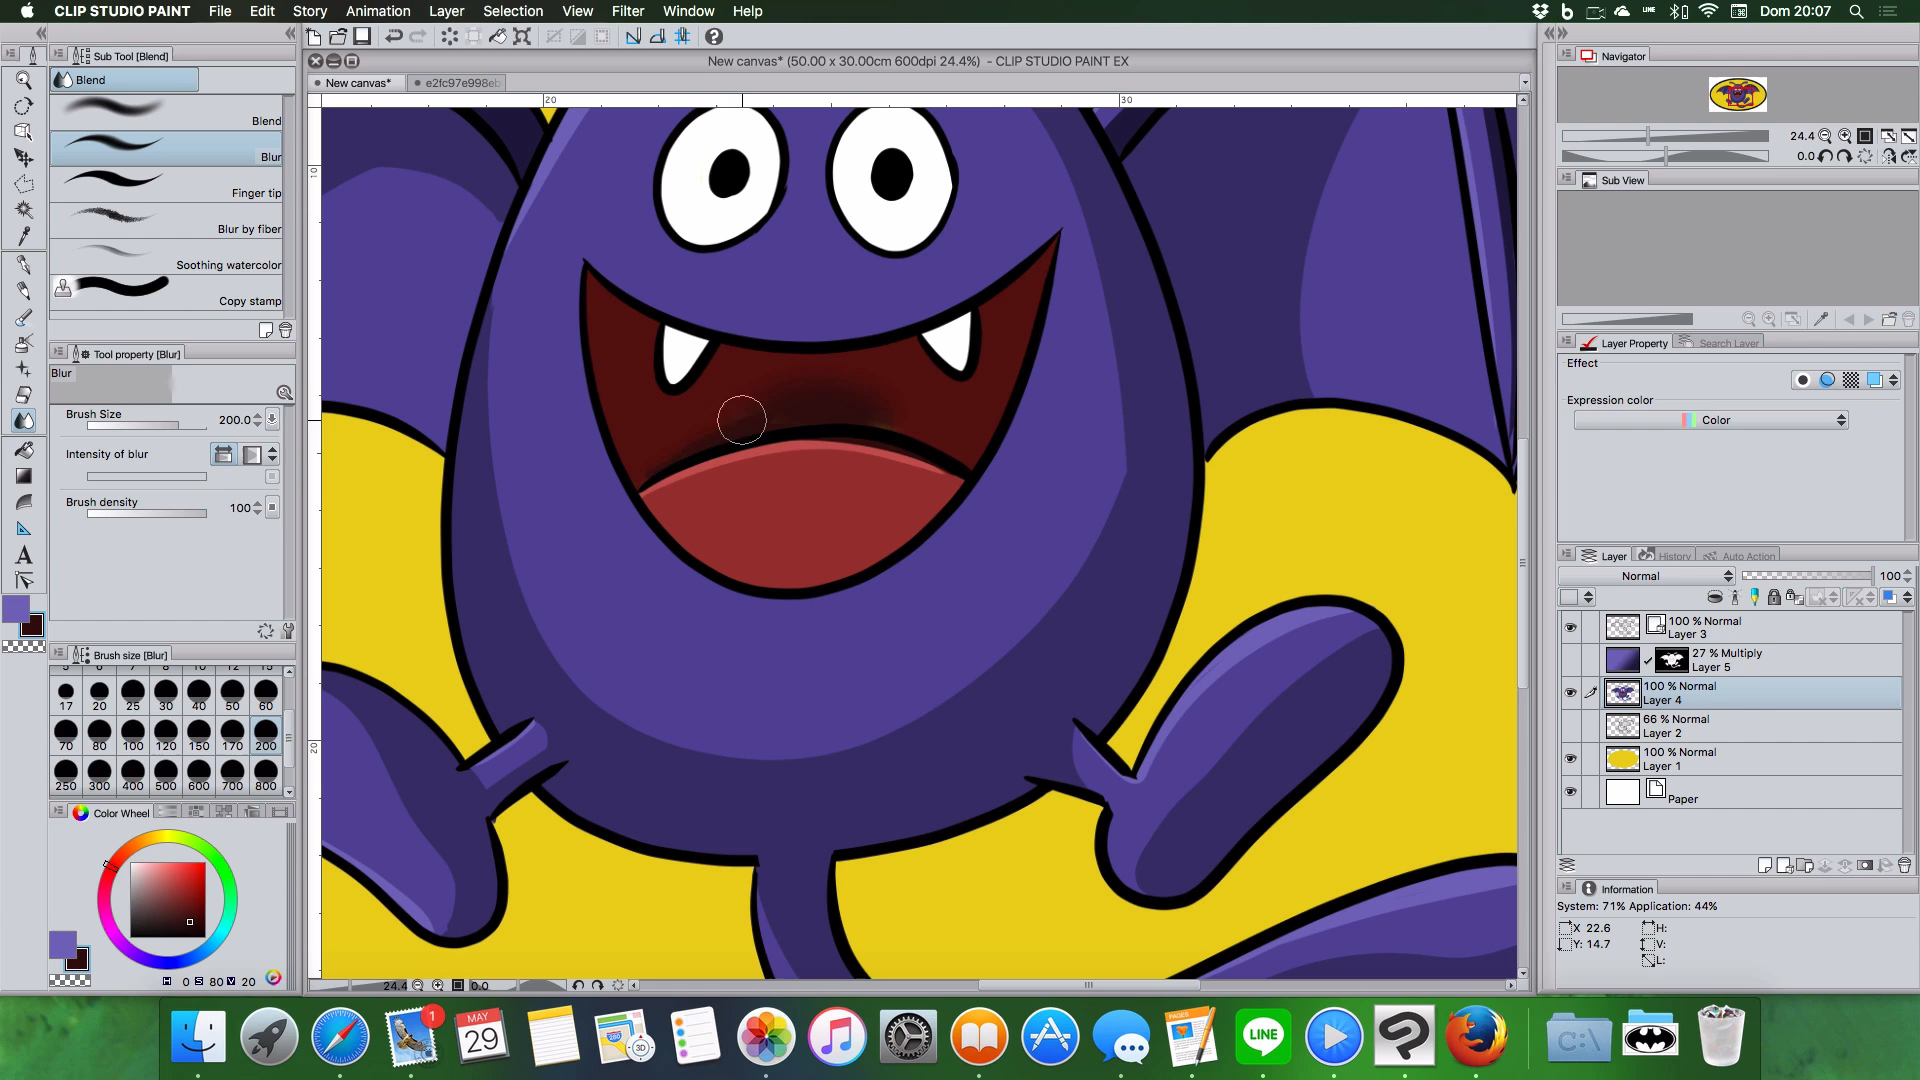 CLIP STUDIO PAINT File Edit Story Animation Layer Selection View Filter Window Help
LINE Dom 20:07
Sub Tool [Blend]
Blend
Blend
Blur
Finger tip
Blur by fiber
Soothing watercolor
Copy stamp
Tool property [Blur]
Blur
Brush Size 200.0
Intensity of blur
Brush density 100
Brush size [Blur]
17 20 25 30 40 50 60
70 80 100 120 150 170 200
250 300 400 500 600 700 800
Color Wheel
H 0 S 80 V 20
New canvas* (50.00 x 30.00cm 600dpi 24.4%) - CLIP STUDIO PAINT EX
New canvas* e2fc97e998eb
20 30
10
20
24.4 0.0
Navigator
24.4
0.0
Sub View
Layer Property Search Layer
Effect
Expression color
Color
Layer History Auto Action
Normal 100
100 % Normal
Layer 3
27 % Multiply
Layer 5
100 % Normal
Layer 4
66 % Normal
Layer 2
100 % Normal
Layer 1
Paper
Information
System: 71% Application: 44%
X 22.6 H:
Y: 14.7 V:
L:
1
MAY
29
3D
LINE
C:\